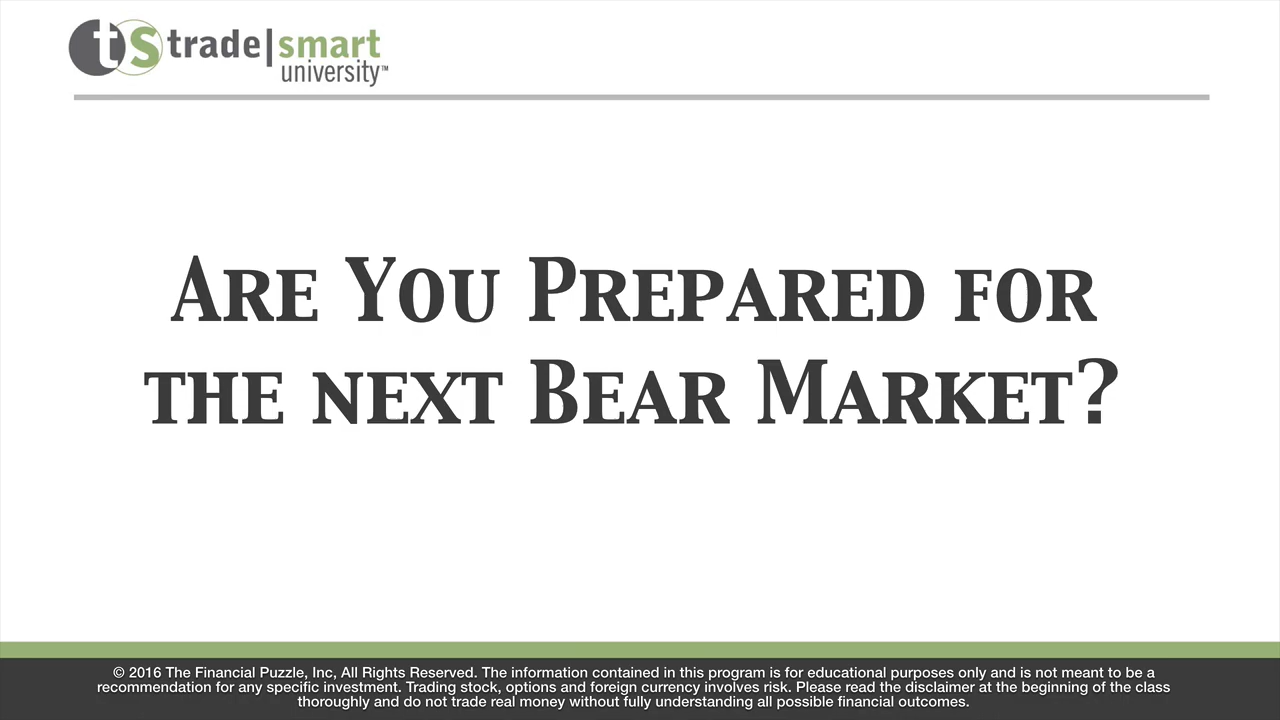 ts trade|smart
university™
Are You Prepared for
the next Bear Market?
© 2016 The Financial Puzzle, Inc, All Rights Reserved. The information contained in this program is for educational purposes only and is not meant to be a
recommendation for any specific investment. Trading stock, options and foreign currency involves risk. Please read the disclaimer at the beginning of the class
thoroughly and do not trade real money without fully understanding all possible financial outcomes.